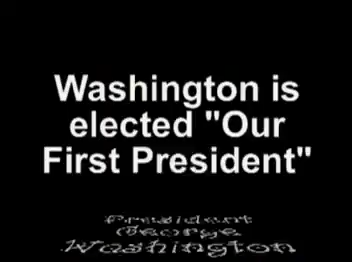 Washington is
elected "Our
First President"
President
George
Washington